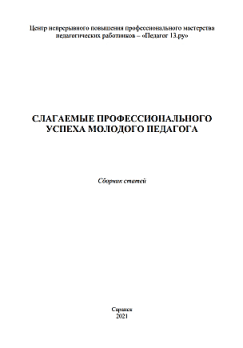 Центр непрерывного повышения профессионального мастерства
педагогических работников – «Педагог 13.ру»
СЛАГАЕМЫЕ ПРОФЕССИОНАЛЬНОГО
УСПЕХА МОЛОДОГО ПЕДАГОГА
Сборник статей
Саранск
2021